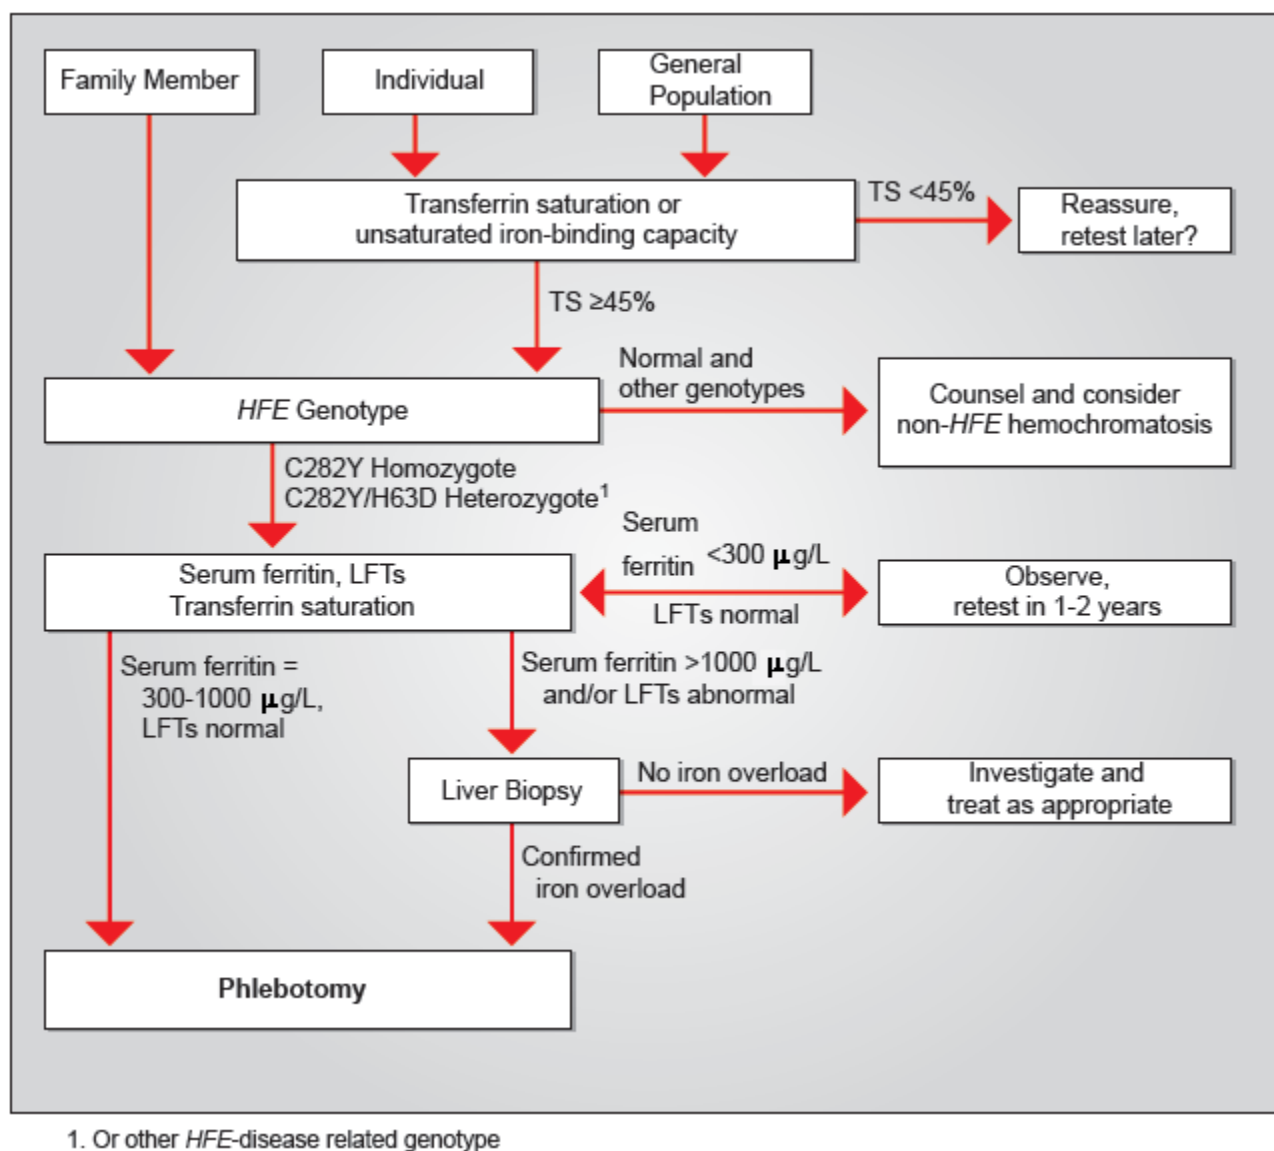 Family Member
Individual
General
Population
Transferrin saturation or
unsaturated iron-binding capacity
TS <45%
Reassure,
retest later?
TS ≥45%
HFE Genotype
Normal and
other genotypes
Counsel and consider
non-HFE hemochromatosis
C282Y Homozygote
C282Y/H63D Heterozygote¹
Serum ferritin, LFTs
Transferrin saturation
Serum
ferritin <300 μg/L
LFTs normal
Observe,
retest in 1-2 years
Serum ferritin =
300-1000 μg/L,
LFTs normal
Serum ferritin >1000 μg/L
and/or LFTs abnormal
Liver Biopsy
No iron overload
Investigate and
treat as appropriate
Confirmed
iron overload
Phlebotomy
1. Or other HFE-disease related genotype